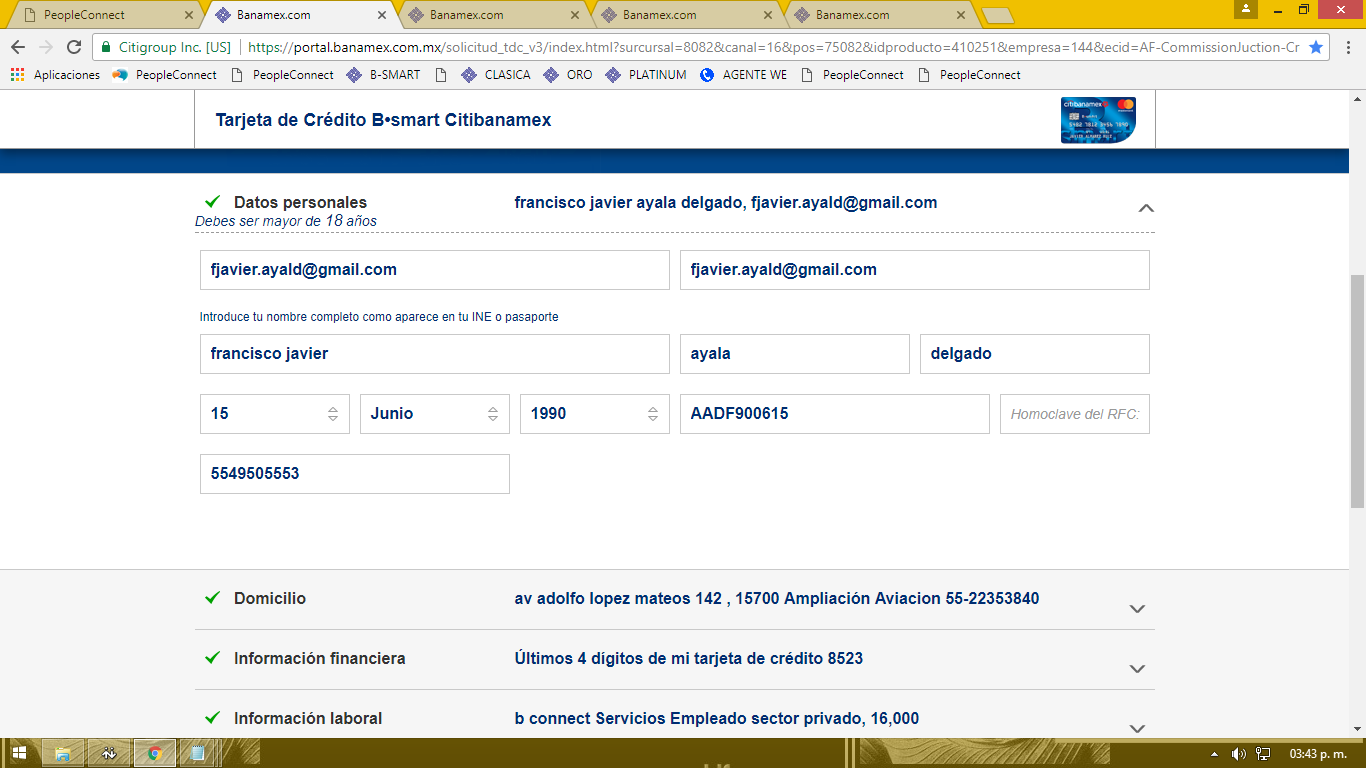 PeopleConnect Banamex.com Banamex.com Banamex.com Banamex.com
Citigroup Inc. [US] https://portal.banamex.com.mx/solicitud_tdc_v3/index.html?surcursal=8082&canal=16&pos=75082&idproducto=410251&empresa=144&ecid=AF-CommissionJuction-Cr
Aplicaciones PeopleConnect PeopleConnect B-SMART CLASICA ORO PLATINUM AGENTE WE PeopleConnect PeopleConnect
Tarjeta de Crédito B•smart Citibanamex
citibanamex
Datos personales francisco javier ayala delgado, fjavier.ayald@gmail.com
Debes ser mayor de 18 años
fjavier.ayald@gmail.com fjavier.ayald@gmail.com
Introduce tu nombre completo como aparece en tu INE o pasaporte
francisco javier ayala delgado
15 Junio 1990 AADF900615 Homoclave del RFC:
5549505553
Domicilio av adolfo lopez mateos 142 , 15700 Ampliación Aviacion 55-22353840
Información financiera Últimos 4 dígitos de mi tarjeta de crédito 8523
Información laboral b connect Servicios Empleado sector privado, 16,000
03:43 p. m.